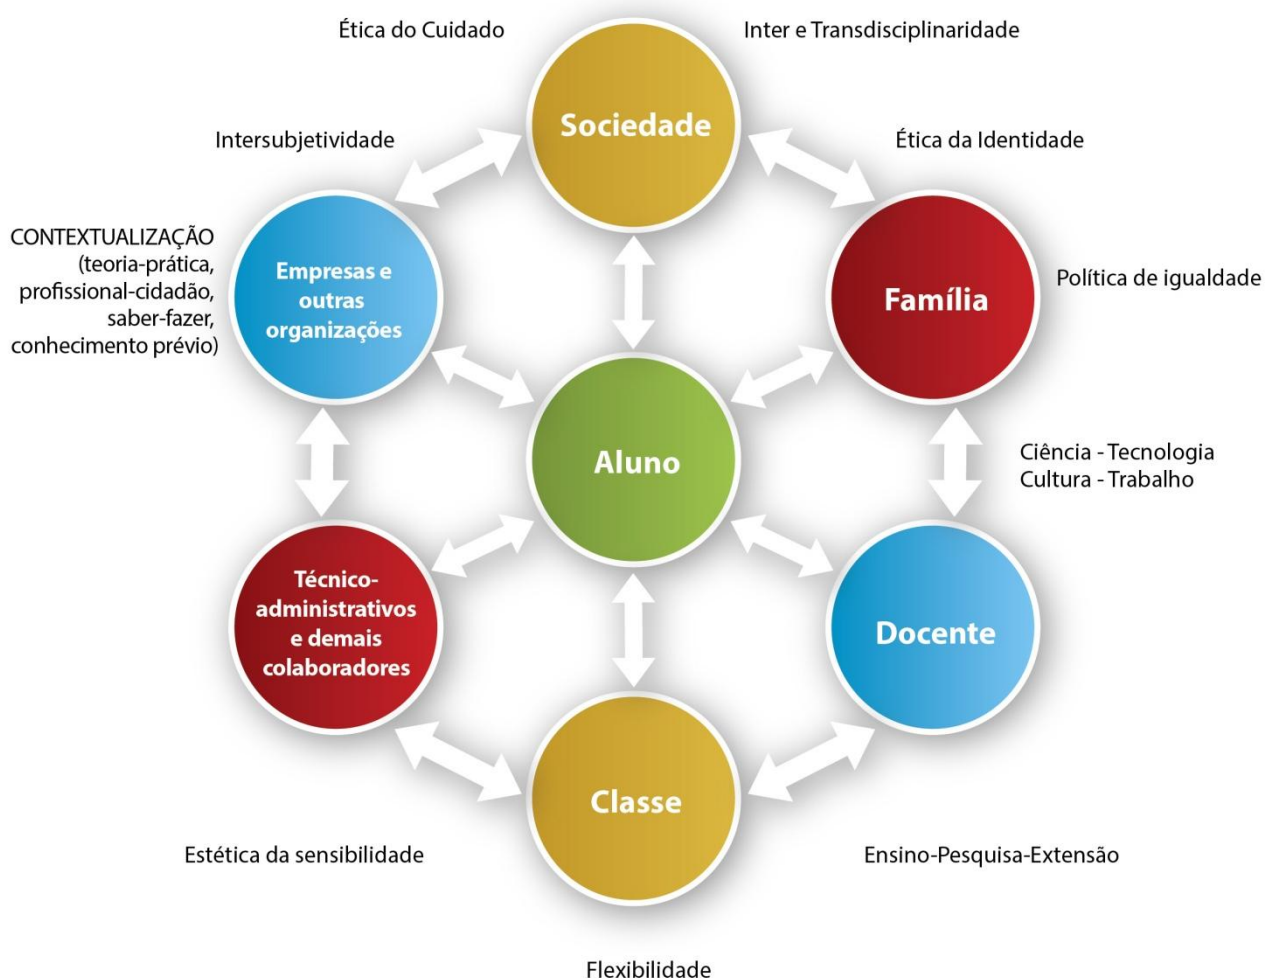 Ética do Cuidado
Inter e Transdisciplinaridade
Sociedade
Intersubjetividade
Ética da Identidade
CONTEXTUALIZAÇÃO
(teoria-prática,
profissional-cidadão,
saber-fazer,
conhecimento prévio)
Empresas e
outras
organizações
Família
Política de igualdade
Aluno
Ciência - Tecnologia
Cultura - Trabalho
Técnico-
administrativos
e demais
colaboradores
Docente
Classe
Estética da sensibilidade
Ensino-Pesquisa-Extensão
Flexibilidade